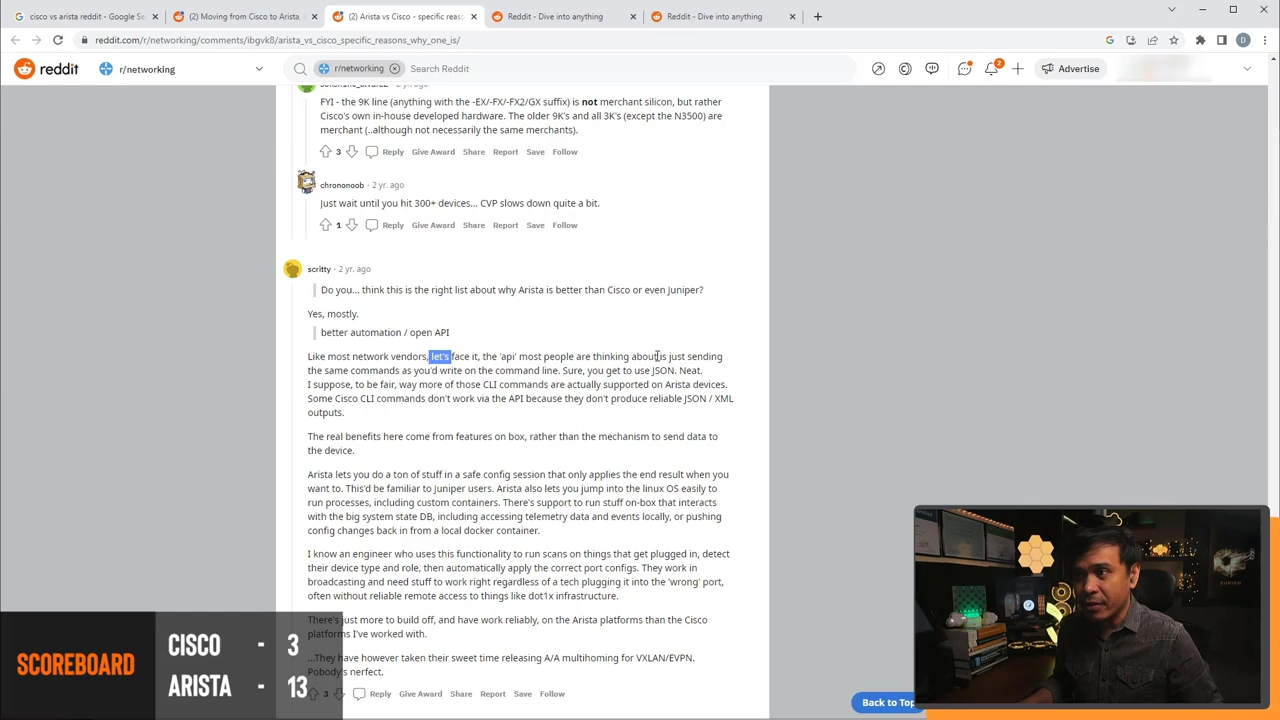 cisco vs arista reddit - Google Se
(2) Moving from Cisco to Arista,
(2) Arista vs Cisco - specific reaso
Reddit - Dive into anything
Reddit - Dive into anything
reddit.com/r/networking/comments/ibgvk8/arista_vs_cisco_specific_reasons_why_one_is/
D
reddit
r/networking
r/networking
Search Reddit
2
Advertise
FYI - the 9K line (anything with the -EX/-FX/-FX2/GX suffix) is not merchant silicon, but rather
Cisco's own in-house developed hardware. The older 9K's and all 3K's (except the N3500) are
merchant (..although not necessarily the same merchants).
3 Reply Give Award Share Report Save Follow
chrononoob · 2 yr. ago
Just wait until you hit 300+ devices... CVP slows down quite a bit.
1 Reply Give Award Share Report Save Follow
scritty · 2 yr. ago
Do you... think this is the right list about why Arista is better than Cisco or even Juniper?
Yes, mostly.
better automation / open API
Like most network vendors, let's face it, the 'api' most people are thinking about is just sending
the same commands as you'd write on the command line. Sure, you get to use JSON. Neat.
I suppose, to be fair, way more of those CLI commands are actually supported on Arista devices.
Some Cisco CLI commands don't work via the API because they don't produce reliable JSON / XML
outputs.
The real benefits here come from features on box, rather than the mechanism to send data to
the device.
Arista lets you do a ton of stuff in a safe config session that only applies the end result when you
want to. This'd be familiar to Juniper users. Arista also lets you jump into the linux OS easily to
run processes, including custom containers. There's support to run stuff on-box that interacts
with the big system state DB, including accessing telemetry data and events locally, or pushing
config changes back in from a local docker container.
I know an engineer who uses this functionality to run scans on things that get plugged in, detect
their device type and role, then automatically apply the correct port configs. They work in
broadcasting and need stuff to work right regardless of a tech plugging it into the 'wrong' port,
often without reliable remote access to things like dot1x infrastructure.
There's just more to build off, and have work reliably, on the Arista platforms than the Cisco
platforms I've worked with.
...They have however taken their sweet time releasing A/A multihoming for VXLAN/EVPN.
Pobody's nerfect.
3 Reply Give Award Share Report Save Follow
Back to Top
SCOREBOARD
CISCO - 3
ARISTA - 13